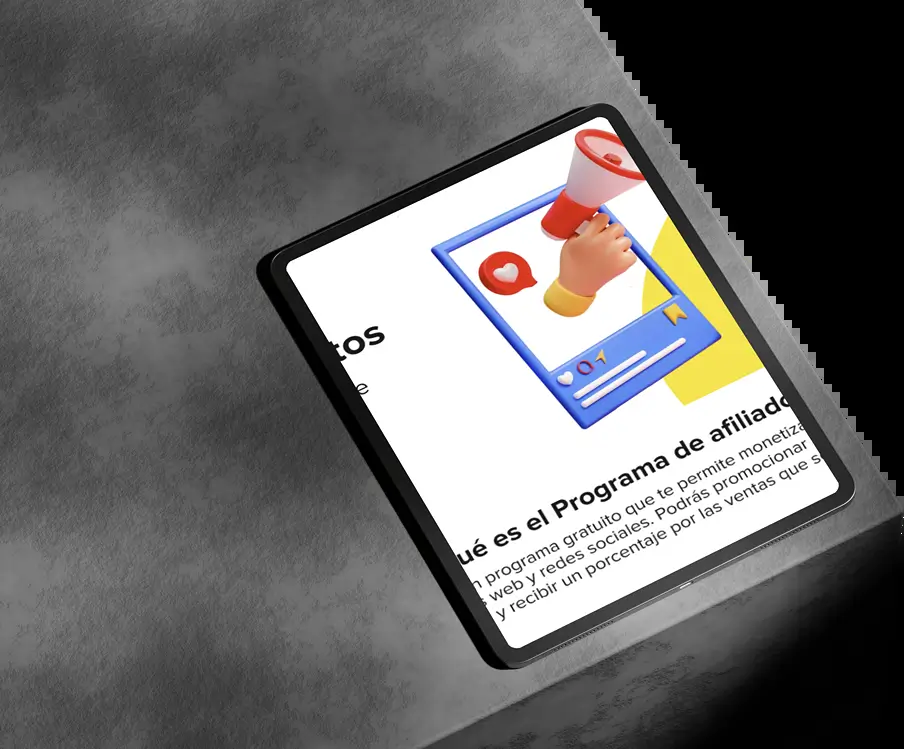 tos
e
ué es el Programa de afiliado
n programa gratuito que te permite monetiza
s web y redes sociales. Podrás promocionar
y recibir un porcentaje por las ventas que s